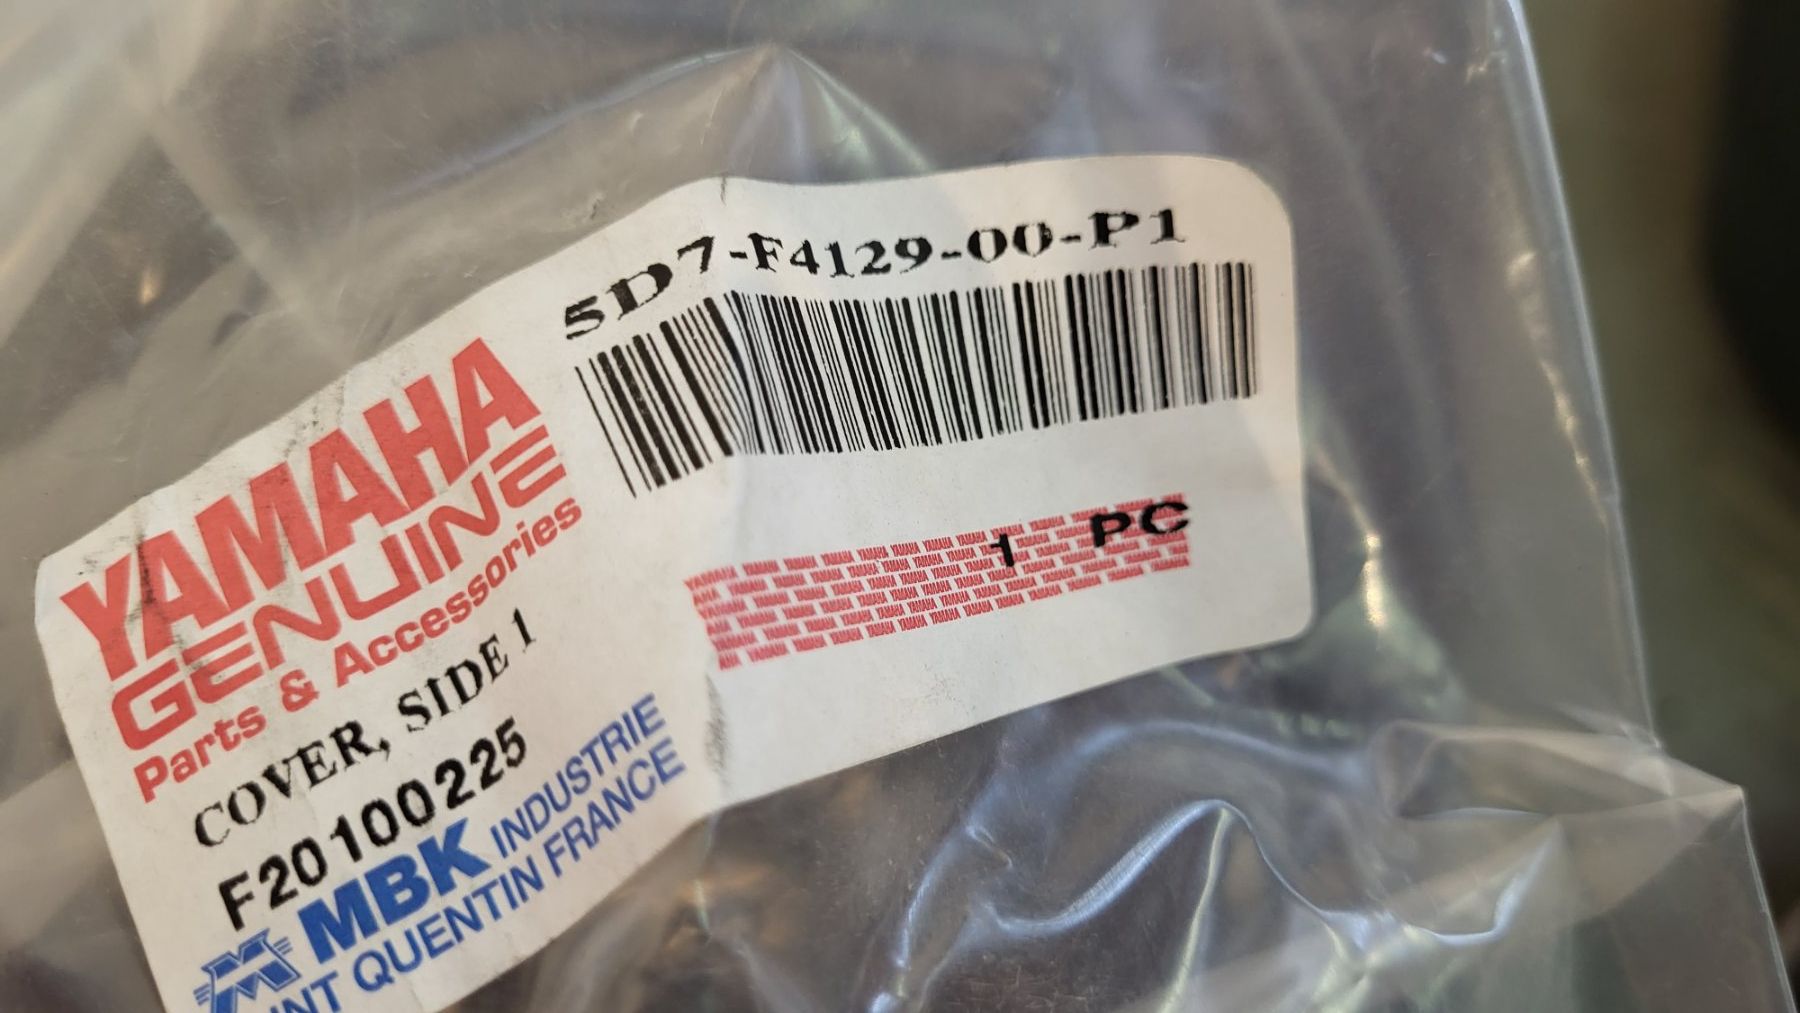 5D7-F4129-00-P1
YAMAHA
GENUINE
Parts & Accessories
1 PC
COVER, SIDE 1
F20100225
MBK INDUSTRIE
INT QUENTIN FRANCE